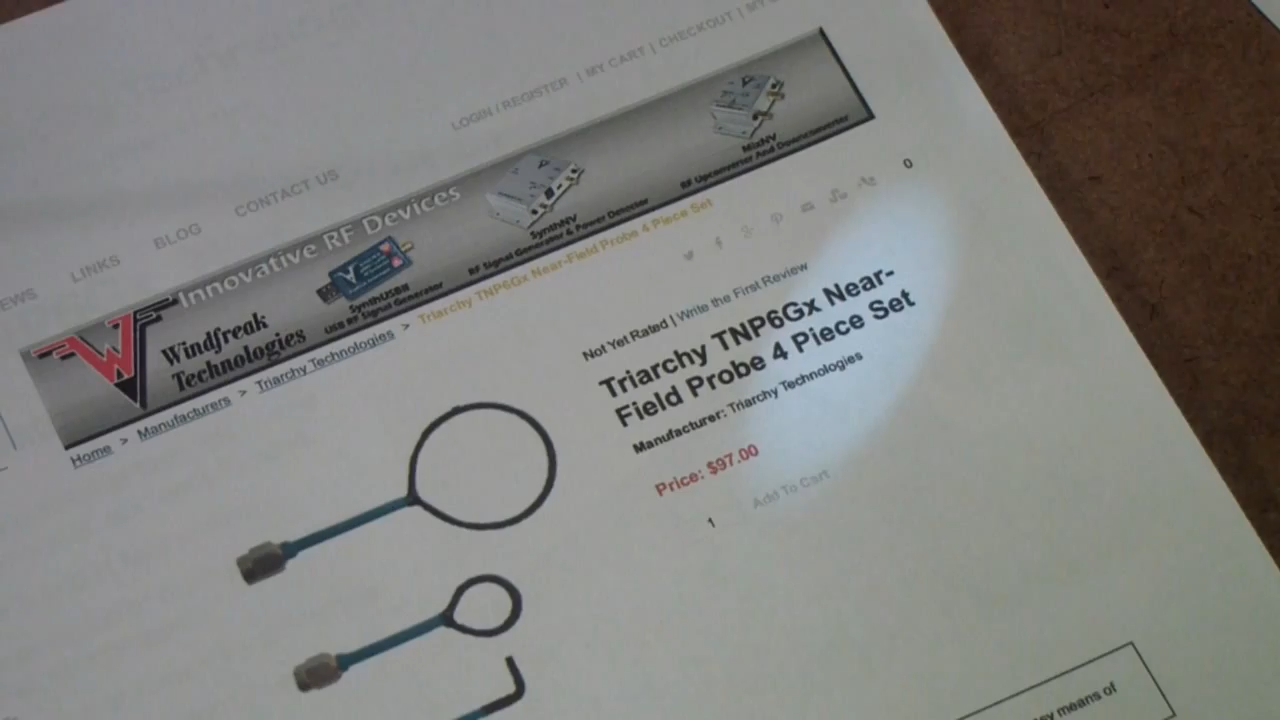 LOGIN / REGISTER | MY CART | CHECKOUT | MY
LINKS BLOG CONTACT US
Innovative RF Devices
Windfreak
Technologies
SynthUSBII
USB RF Signal Generator
SynthNV
RF Signal Generator & Power Detector
MixNV
RF Upconverter And Downconverter
Home > Manufacturers > Triarchy Technologies > Triarchy TNP6Gx Near-Field Probe 4 Piece Set
0
Not Yet Rated | Write the First Review
Triarchy TNP6Gx Near-
Field Probe 4 Piece Set
Manufacturer: Triarchy Technologies
Price: $97.00
1 Add To Cart
means of